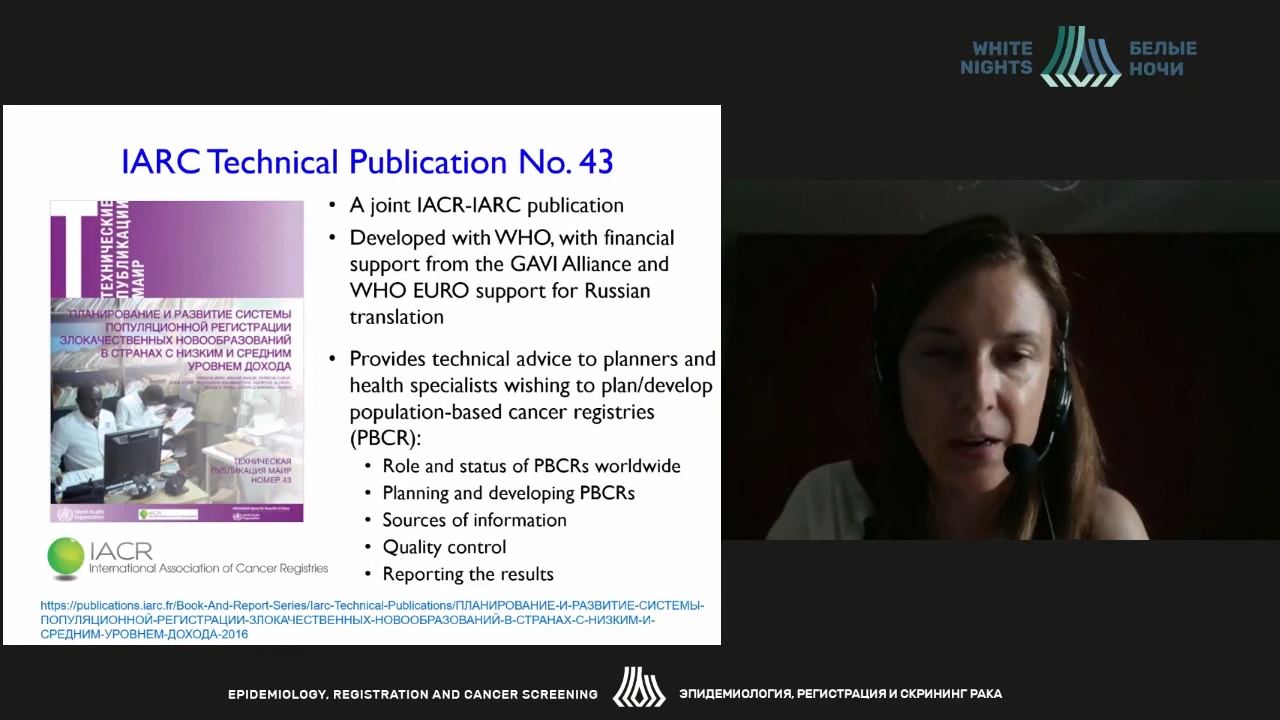 WHITE
NIGHTS
БЕЛЫЕ
НОЧИ
IARC Technical Publication No. 43
ТЕХНИЧЕСКИЕ
ПУБЛИКАЦИИ
МАИР
ПЛАНИРОВАНИЕ И РАЗВИТИЕ СИСТЕМЫ
ПОПУЛЯЦИОННОЙ РЕГИСТРАЦИИ
ЗЛОКАЧЕСТВЕННЫХ НОВООБРАЗОВАНИЙ
В СТРАНАХ С НИЗКИМ И СРЕДНИМ
УРОВНЕМ ДОХОДА
ТЕХНИЧЕСКАЯ
ПУБЛИКАЦИЯ МАИР
НОМЕР 43
World Health
Organization
IACR
International Association of Cancer Registries
• A joint IACR-IARC publication
• Developed with WHO, with financial
support from the GAVI Alliance and
WHO EURO support for Russian
translation
• Provides technical advice to planners and
health specialists wishing to plan/develop
population-based cancer registries
(PBCR):
• Role and status of PBCRs worldwide
• Planning and developing PBCRs
• Sources of information
• Quality control
• Reporting the results
https://publications.iarc.fr/Book-And-Report-Series/Iarc-Technical-Publications/ПЛАНИРОВАНИЕ-И-РАЗВИТИЕ-СИСТЕМЫ-
ПОПУЛЯЦИОННОЙ-РЕГИСТРАЦИИ-ЗЛОКАЧЕСТВЕННЫХ-НОВООБРАЗОВАНИЙ-В-СТРАНАХ-С-НИЗКИМ-И-
СРЕДНИМ-УРОВНЕМ-ДОХОДА-2016
EPIDEMIOLOGY, REGISTRATION AND CANCER SCREENING
ЭПИДЕМИОЛОГИЯ, РЕГИСТРАЦИЯ И СКРИНИНГ РАКА